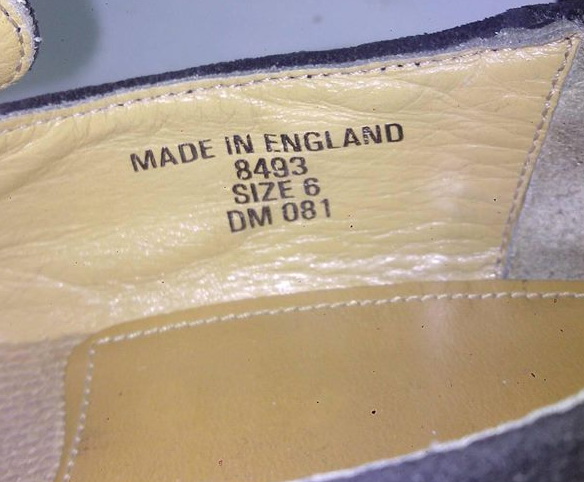 MADE IN ENGLAND
8493
SIZE 6
DM 081